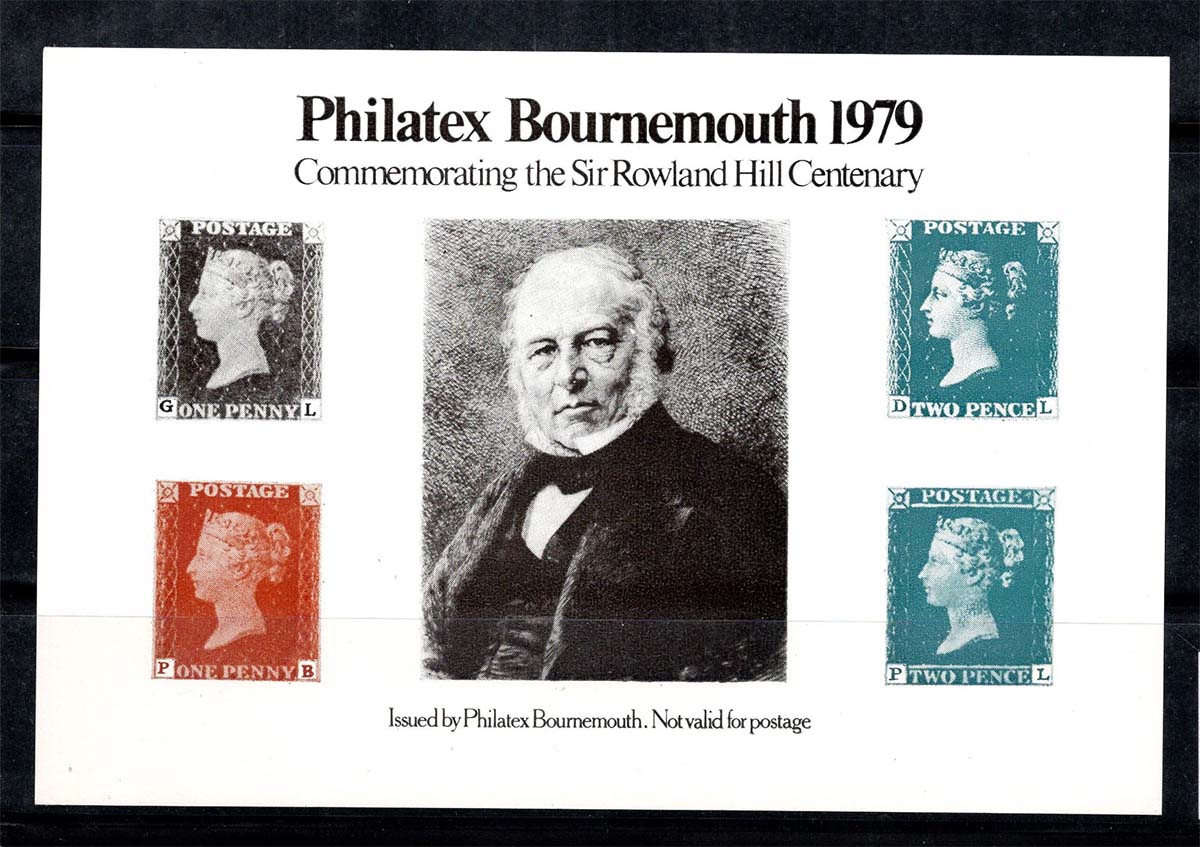 Philatex Bournemouth 1979
Commemorating the Sir Rowland Hill Centenary
POSTAGE
G ONE PENNY L
POSTAGE
D TWO PENCE L
POSTAGE
P ONE PENNY B
POSTAGE
P TWO PENCE L
Issued by Philatex Bournemouth. Not valid for postage